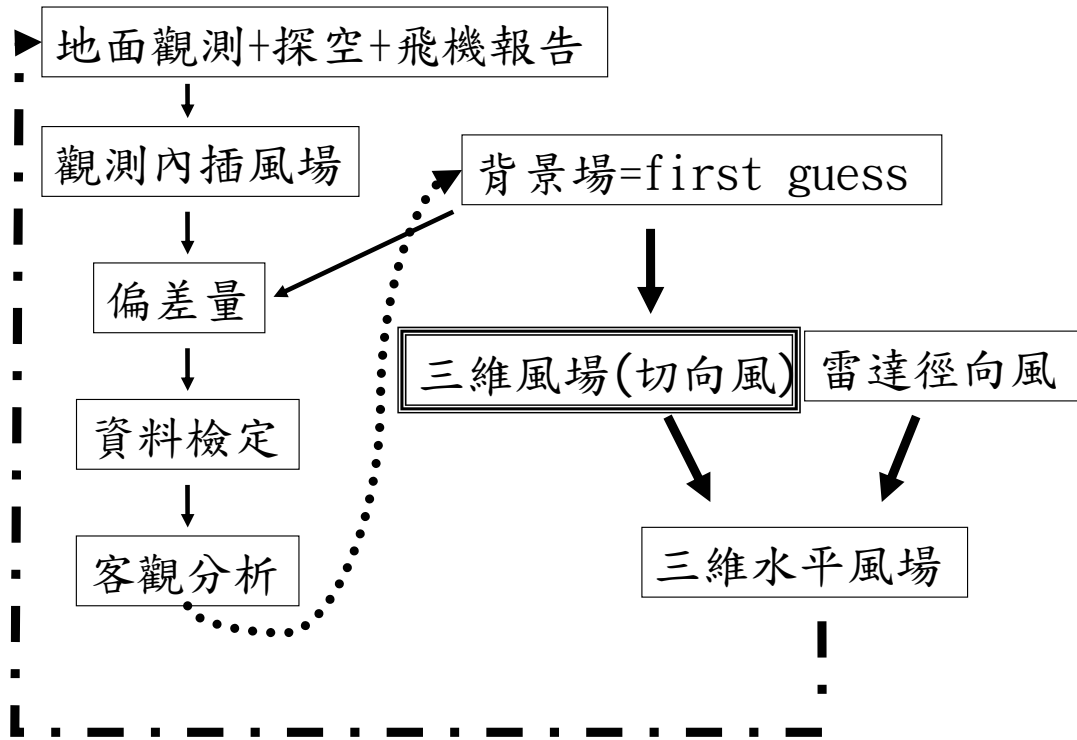 地面觀測+探空+飛機報告
觀測內插風場
背景場=first guess
偏差量
三維風場(切向風)
雷達徑向風
資料檢定
客觀分析
三維水平風場